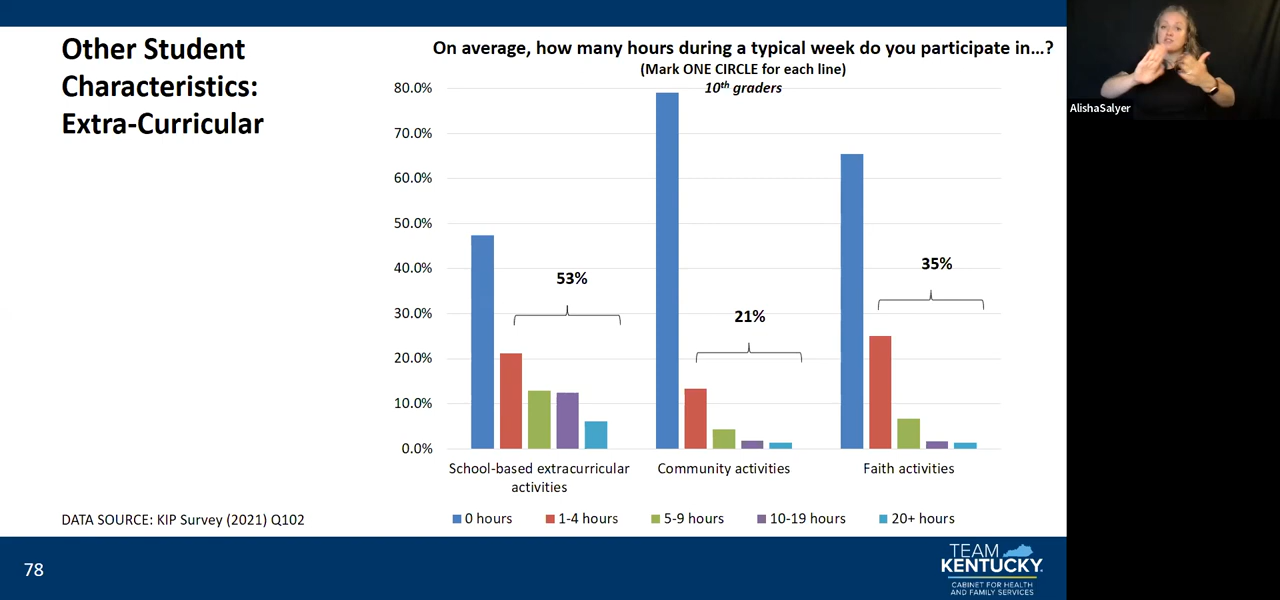 Other Student
Characteristics:
Extra-Curricular
On average, how many hours during a typical week do you participate in…?
(Mark ONE CIRCLE for each line)
10th graders
80.0%
70.0%
60.0%
50.0%
40.0%
30.0%
20.0%
10.0%
0.0%
53%
21%
35%
School-based extracurricular
activities
Community activities
Faith activities
0 hours
1-4 hours
5-9 hours
10-19 hours
20+ hours
DATA SOURCE: KIP Survey (2021) Q102
78
TEAM
KENTUCKY.
CABINET FOR HEALTH
AND FAMILY SERVICES
AlishaSalyer